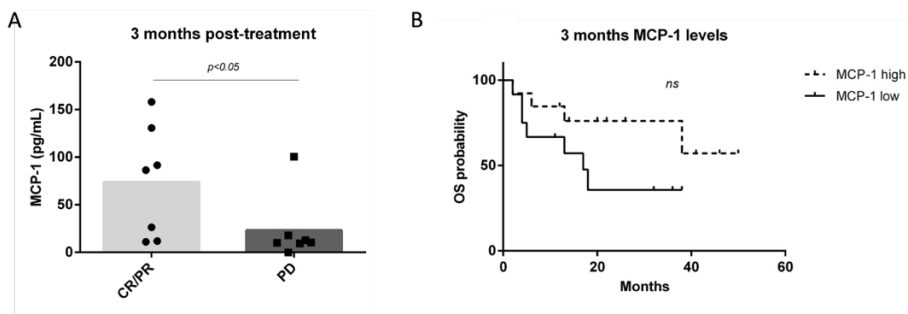 A
3 months post-treatment
p<0.05
MCP-1 (pg/mL)
200
150
100
50
0
CR/PR
PD
B
3 months MCP-1 levels
ns
MCP-1 high
MCP-1 low
OS probability
100
50
0
0
20
40
60
Months